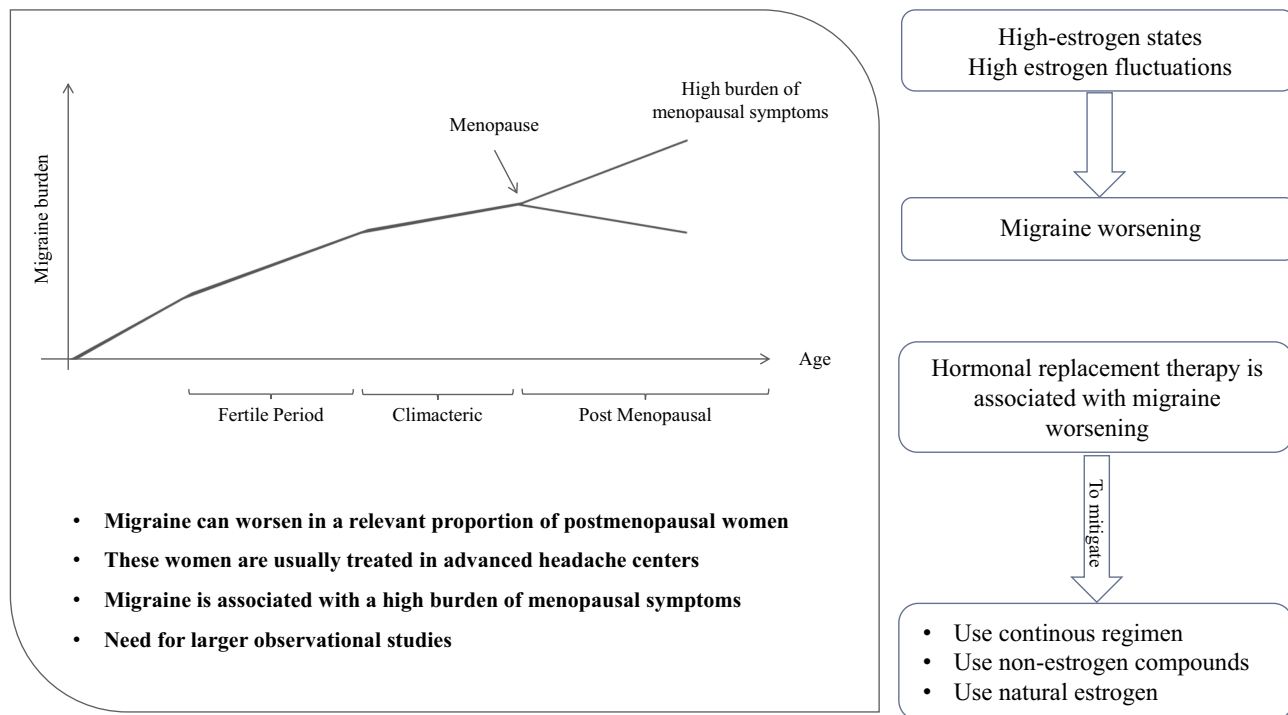 High burden of
menopausal symptoms
Menopause
Migraine burden
Age
Fertile Period
Climacteric
Post Menopausal
• Migraine can worsen in a relevant proportion of postmenopausal women
• These women are usually treated in advanced headache centers
• Migraine is associated with a high burden of menopausal symptoms
• Need for larger observational studies
High-estrogen states
High estrogen fluctuations
Migraine worsening
Hormonal replacement therapy is
associated with migraine
worsening
To mitigate
• Use continous regimen
• Use non-estrogen compounds
• Use natural estrogen